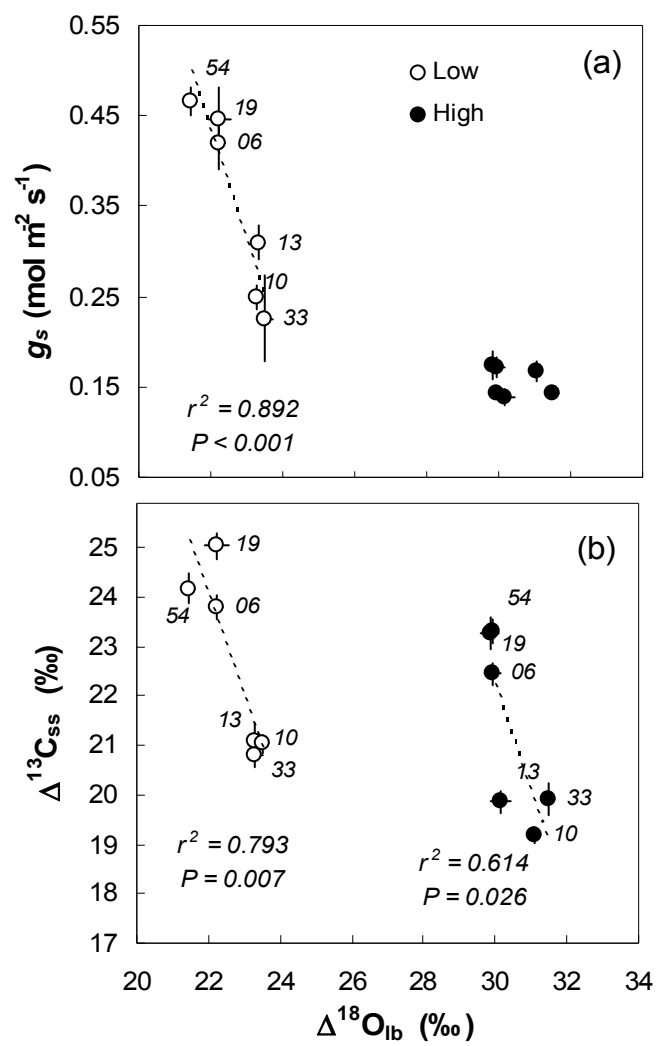 0.55
0.45
0.35
0.25
0.15
0.05
gs (mol m⁻² s⁻¹)
(a)
Low
High
54
19
06
13
10
33
r² = 0.892
P < 0.001
(b)
25
24
23
22
21
20
19
18
17
Δ¹³Css (‰)
19
54
06
13
10
33
r² = 0.793
P = 0.007
54
19
06
13
33
10
r² = 0.614
P = 0.026
20 22 24 26 28 30 32 34
Δ¹⁸Olb (‰)